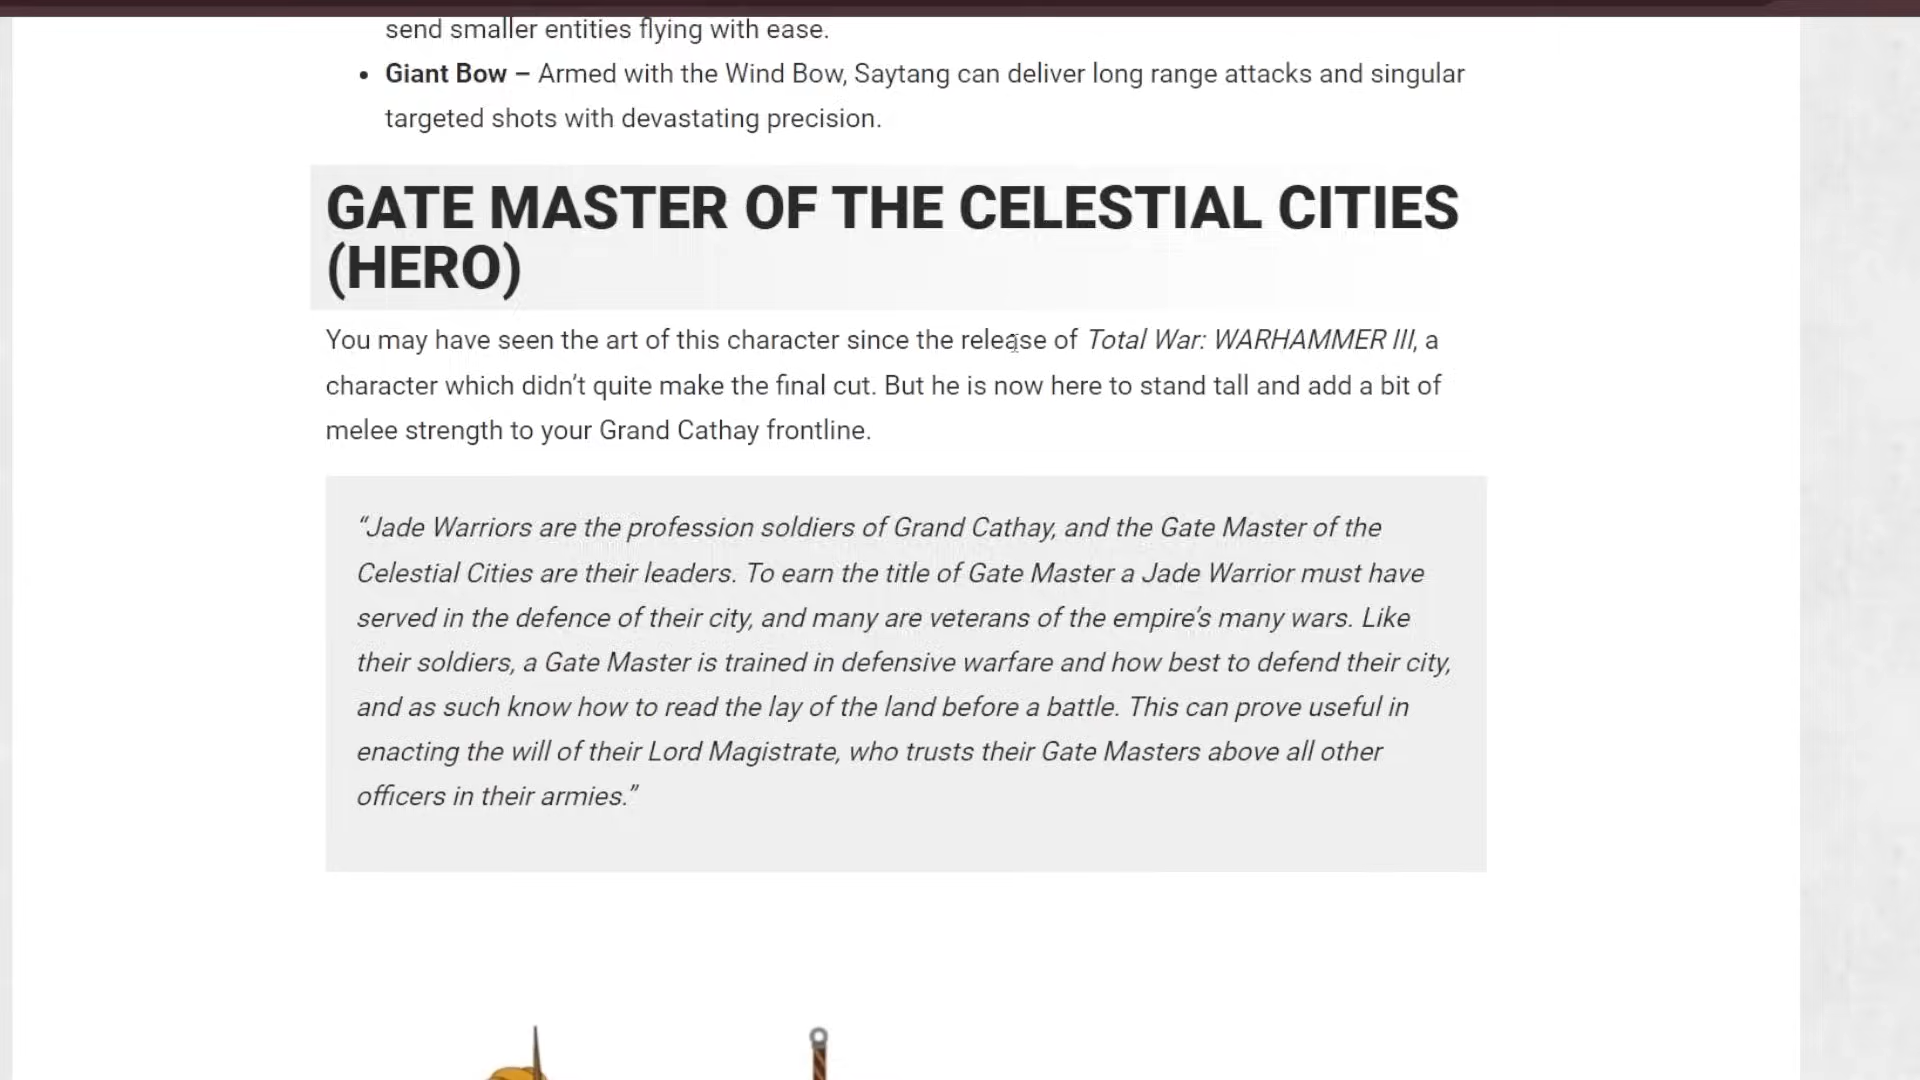 send smaller entities flying with ease.
• Giant Bow – Armed with the Wind Bow, Saytang can deliver long range attacks and singular
targeted shots with devastating precision.
GATE MASTER OF THE CELESTIAL CITIES
(HERO)
You may have seen the art of this character since the release of Total War: WARHAMMER III, a
character which didn’t quite make the final cut. But he is now here to stand tall and add a bit of
melee strength to your Grand Cathay frontline.
“Jade Warriors are the profession soldiers of Grand Cathay, and the Gate Master of the
Celestial Cities are their leaders. To earn the title of Gate Master a Jade Warrior must have
served in the defence of their city, and many are veterans of the empire’s many wars. Like
their soldiers, a Gate Master is trained in defensive warfare and how best to defend their city,
and as such know how to read the lay of the land before a battle. This can prove useful in
enacting the will of their Lord Magistrate, who trusts their Gate Masters above all other
officers in their armies.”